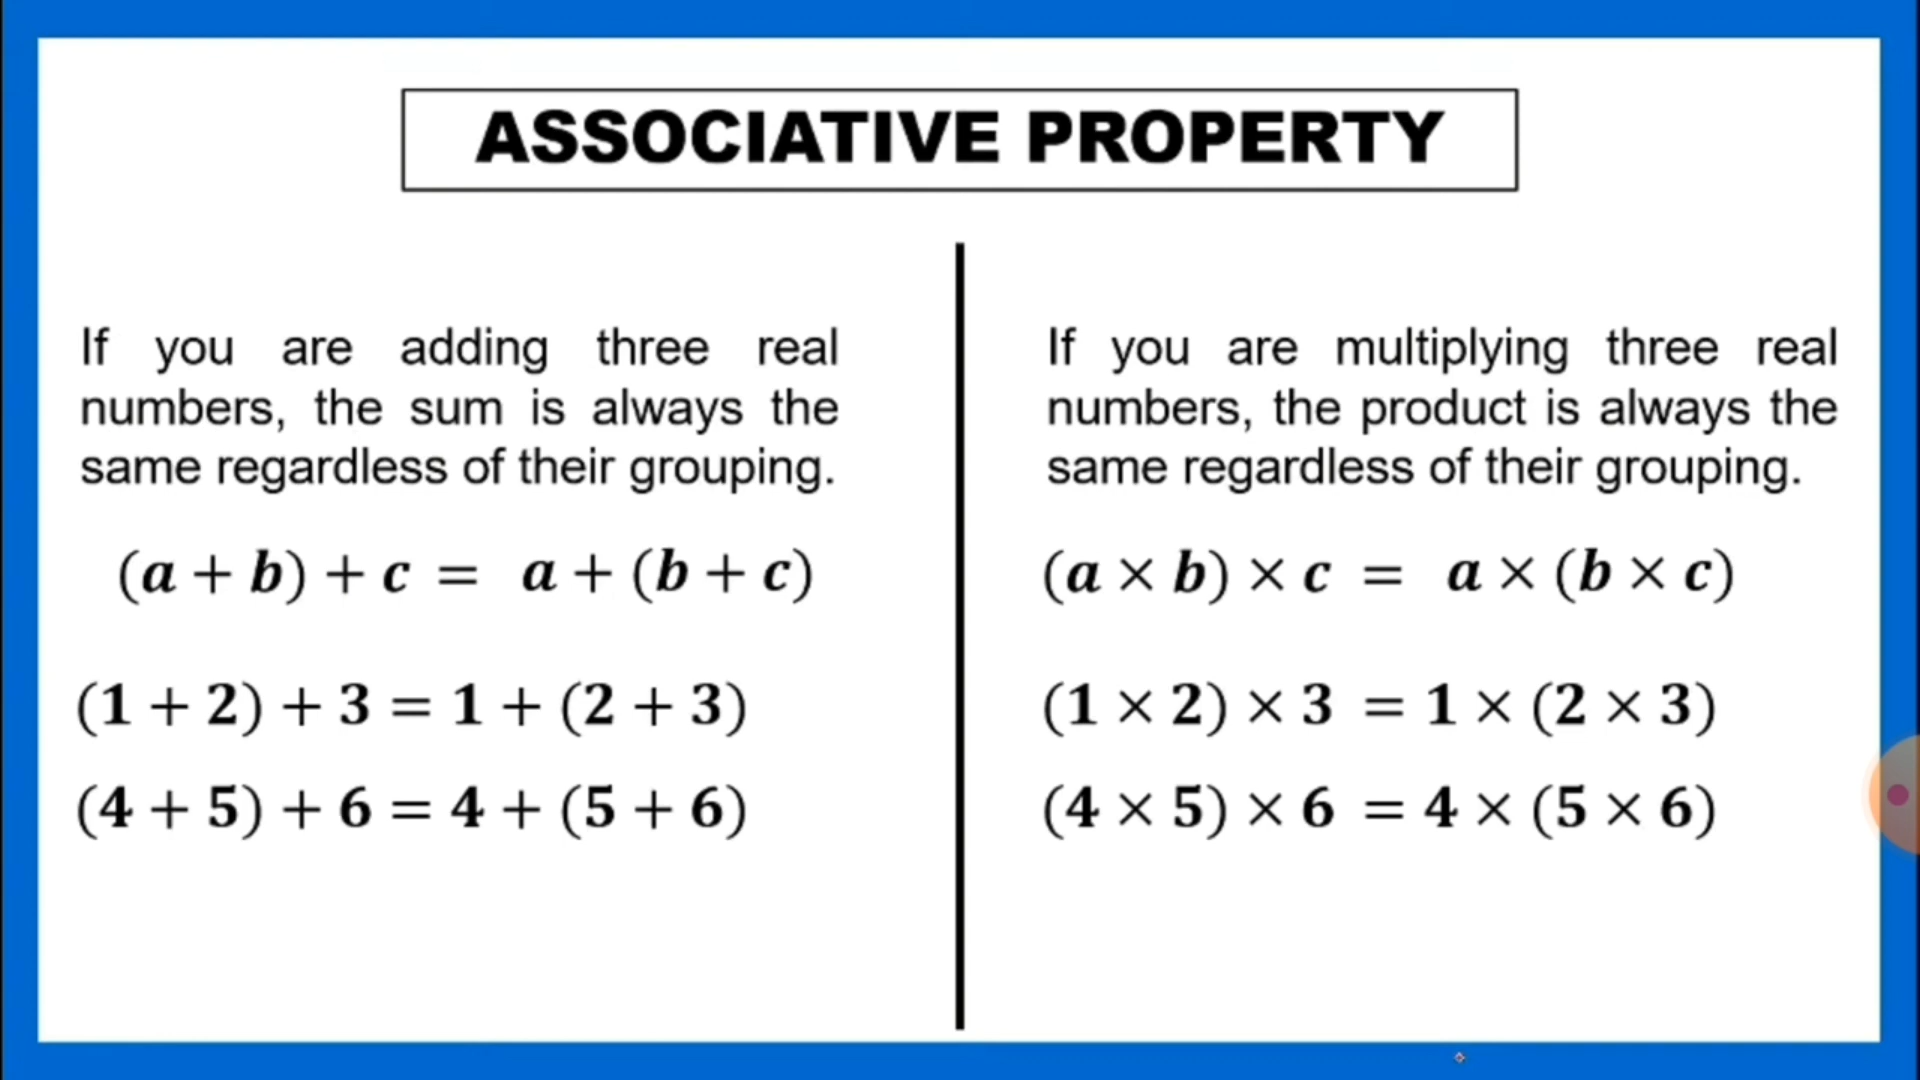 ASSOCIATIVE PROPERTY
If you are adding three real
numbers, the sum is always the
same regardless of their grouping.
(a + b) + c = a + (b + c)
(1 + 2) + 3 = 1 + (2 + 3)
(4 + 5) + 6 = 4 + (5 + 6)
If you are multiplying three real
numbers, the product is always the
same regardless of their grouping.
(a × b) × c = a × (b × c)
(1 × 2) × 3 = 1 × (2 × 3)
(4 × 5) × 6 = 4 × (5 × 6)